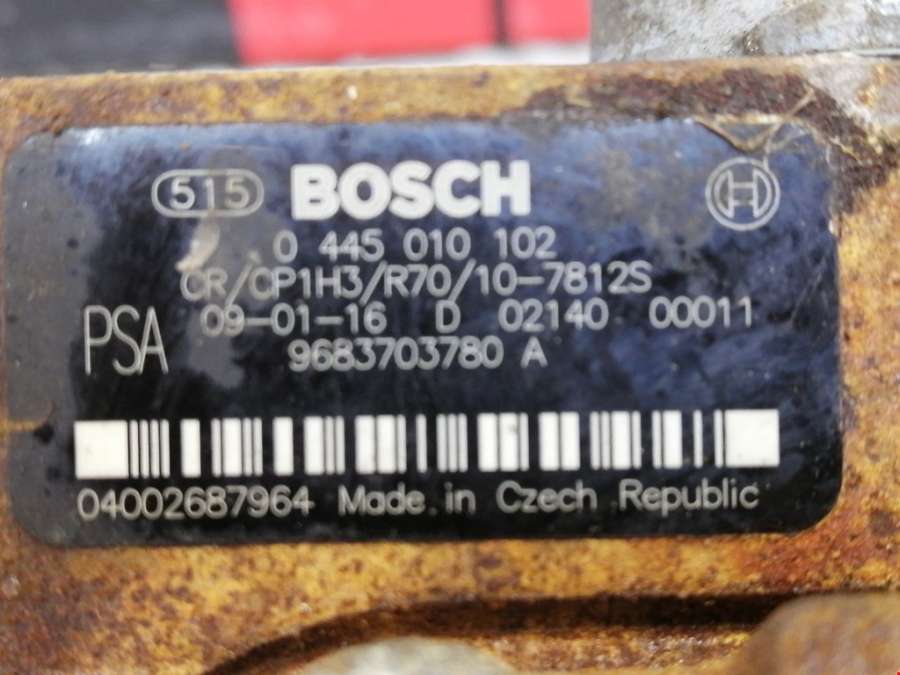 515 BOSCH
0 445 010 102
CR/CP1H3/R70/10-7812S
PSA 09-01-16 D 02140 00011
9683703780 A
04002687964 Made in Czech Republic